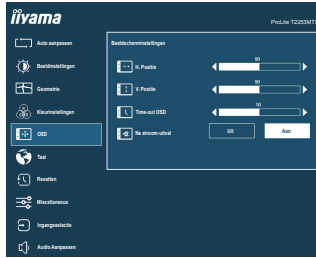 iiyama
ProLite T2253MTS
Auto aanpassen
Beeldinstellingen
Geometrie
Kleurinstellingen
OSD
Taal
Resetten
Miscellaneous
Ingangsselectie
Audio Aanpassen
Beeldscherminstellingen
H. Positie
50
V. Positie
50
Time-out OSD
10
Na stroom-uitval
Uit
Aan